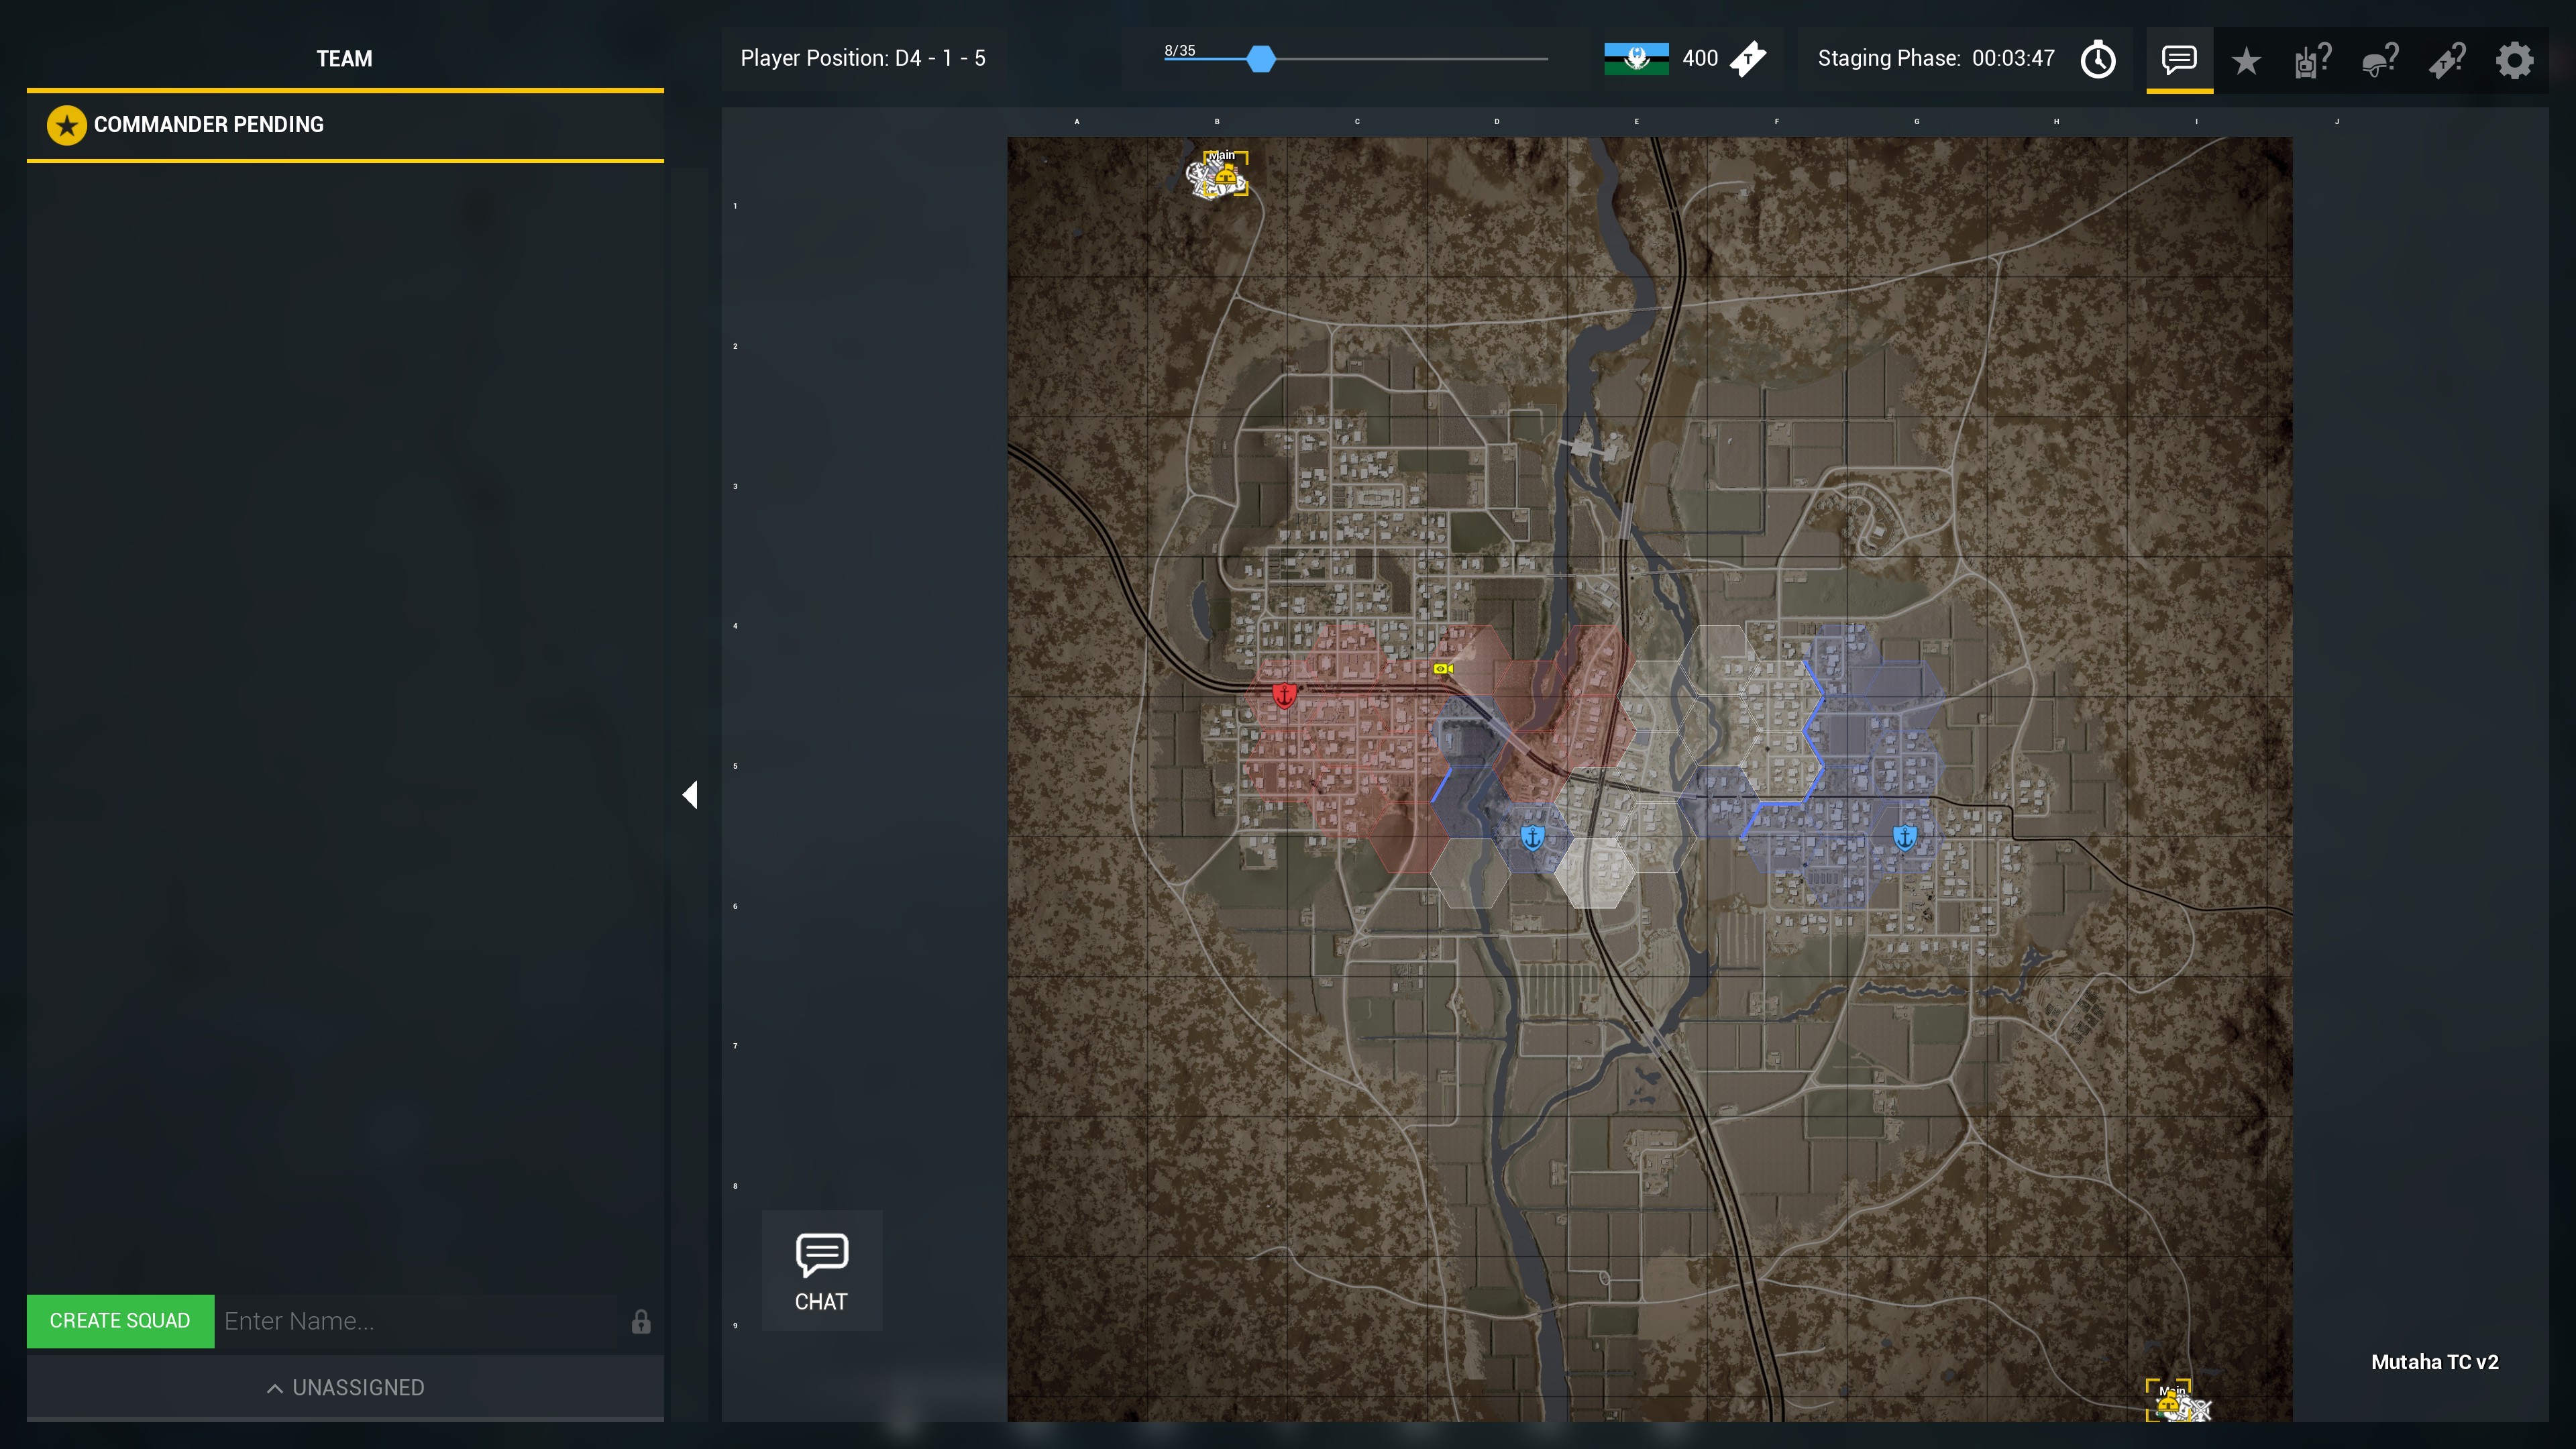 TEAM
COMMANDER PENDING
Player Position: D4 - 1 - 5
8/35
400
T
Staging Phase: 00:03:47
? ? ?
A B C D E F G H I J
Main
1
2
3
4
5
6
7
8
9
CHAT
CREATE SQUAD Enter Name...
UNASSIGNED
Mutaha TC v2
Main